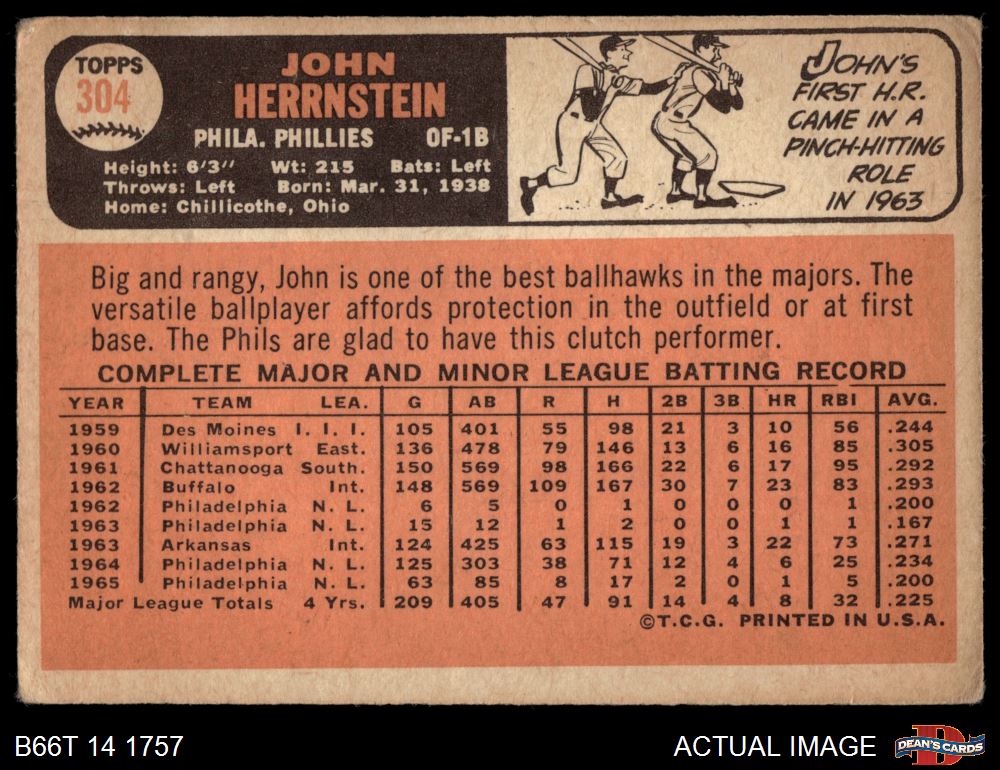 TOPPS
304
JOHN
HERRNSTEIN
PHILA. PHILLIES OF-1B
Height: 6'3" Wt: 215 Bats: Left
Throws: Left Born: Mar. 31, 1938
Home: Chillicothe, Ohio
JOHN'S
FIRST H.R.
CAME IN A
PINCH-HITTING
ROLE
IN 1963
Big and rangy, John is one of the best ballhawks in the majors. The
versatile ballplayer affords protection in the outfield or at first
base. The Phils are glad to have this clutch performer.
COMPLETE MAJOR AND MINOR LEAGUE BATTING RECORD
YEAR TEAM LEA. G AB R H 2B 3B HR RBI AVG.
1959 Des Moines I. I. I. 105 401 55 98 21 3 10 56 .244
1960 Williamsport East. 136 478 79 146 13 6 16 85 .305
1961 Chattanooga South. 150 569 98 166 22 6 17 95 .292
1962 Buffalo Int. 148 569 109 167 30 7 23 83 .293
1962 Philadelphia N. L. 6 5 0 1 0 0 0 1 .200
1963 Philadelphia N. L. 15 12 1 2 0 0 1 1 .167
1963 Arkansas Int. 124 425 63 115 19 3 22 73 .271
1964 Philadelphia N. L. 125 303 38 71 12 4 6 25 .234
1965 Philadelphia N. L. 63 85 8 17 2 0 1 5 .200
Major League Totals 4 Yrs. 209 405 47 91 14 4 8 32 .225
©T.C.G. PRINTED IN U.S.A.
B66T 14 1757
ACTUAL IMAGE
D
DEAN'S CARDS